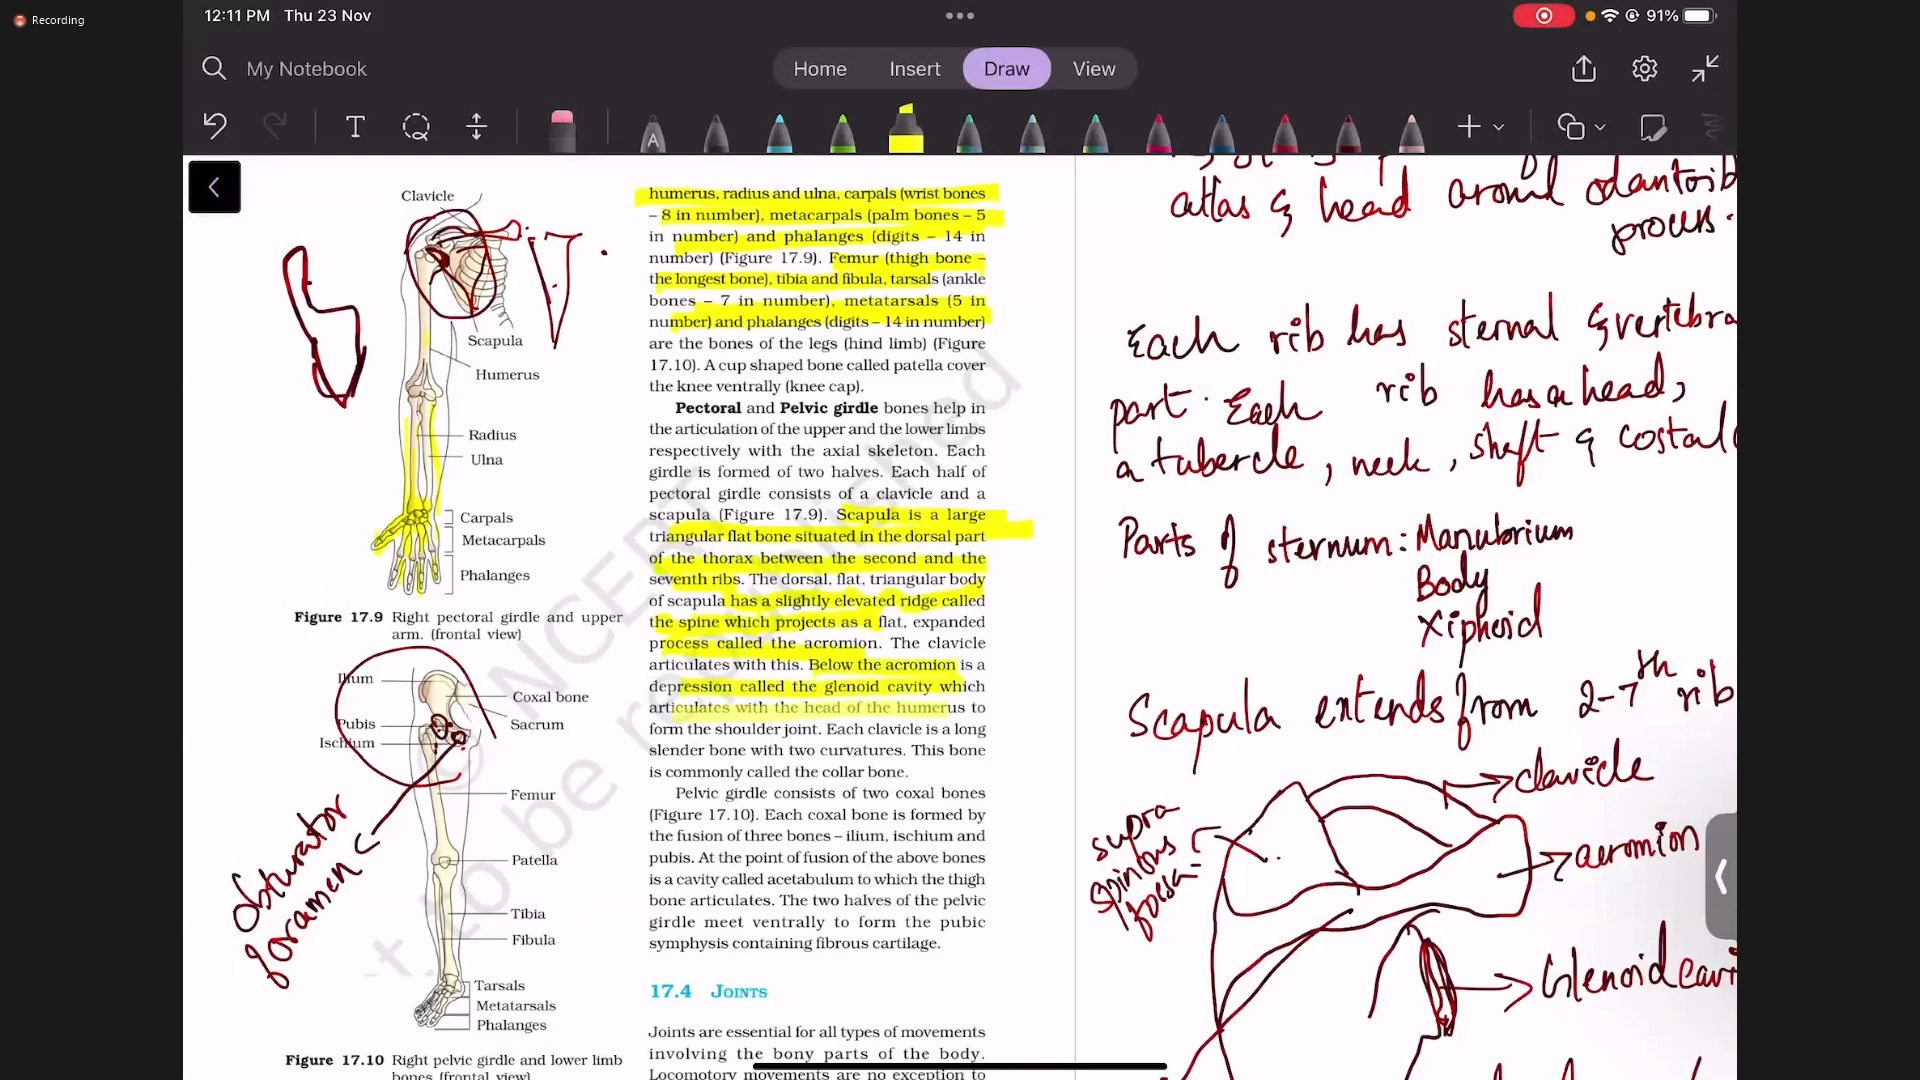 Recording
12:11 PM Thu 23 Nov
91%
My Notebook
Home Insert Draw View
T
A
Clavicle
Scapula
Humerus
Radius
Ulna
Carpals
Metacarpals
Phalanges
Figure 17.9 Right pectoral girdle and upper
arm. (frontal view)
Ilium
Coxal bone
Pubis
Sacrum
Ischium
Femur
Patella
Tibia
Fibula
Tarsals
Metatarsals
Phalanges
obturator
foramen
Figure 17.10 Right pelvic girdle and lower limb
bones (frontal view)
humerus, radius and ulna, carpals (wrist bones
– 8 in number), metacarpals (palm bones – 5
in number) and phalanges (digits – 14 in
number) (Figure 17.9). Femur (thigh bone –
the longest bone), tibia and fibula, tarsals (ankle
bones – 7 in number), metatarsals (5 in
number) and phalanges (digits – 14 in number)
are the bones of the legs (hind limb) (Figure
17.10). A cup shaped bone called patella cover
the knee ventrally (knee cap).
Pectoral and Pelvic girdle bones help in
the articulation of the upper and the lower limbs
respectively with the axial skeleton. Each
girdle is formed of two halves. Each half of
pectoral girdle consists of a clavicle and a
scapula (Figure 17.9). Scapula is a large
triangular flat bone situated in the dorsal part
of the thorax between the second and the
seventh ribs. The dorsal, flat, triangular body
of scapula has a slightly elevated ridge called
the spine which projects as a flat, expanded
process called the acromion. The clavicle
articulates with this. Below the acromion is a
depression called the glenoid cavity which
articulates with the head of the humerus to
form the shoulder joint. Each clavicle is a long
slender bone with two curvatures. This bone
is commonly called the collar bone.
Pelvic girdle consists of two coxal bones
(Figure 17.10). Each coxal bone is formed by
the fusion of three bones – ilium, ischium and
pubis. At the point of fusion of the above bones
is a cavity called acetabulum to which the thigh
bone articulates. The two halves of the pelvic
girdle meet ventrally to form the pubic
symphysis containing fibrous cartilage.
17.4 JOINTS
Joints are essential for all types of movements
involving the bony parts of the body.
Locomotory movements are no exception to
© NCERT
not to be republished
atlas & head around odantoid
process.
Each rib has sternal & vertebra
part. Each rib has a head,
a tubercle, neck, shaft & costal
Parts of sternum: Manubrium
Body
Xiphoid
Scapula extends from 2-7th rib
clavicle
supra
spinous
fossa
acromion
Glenoid cavi